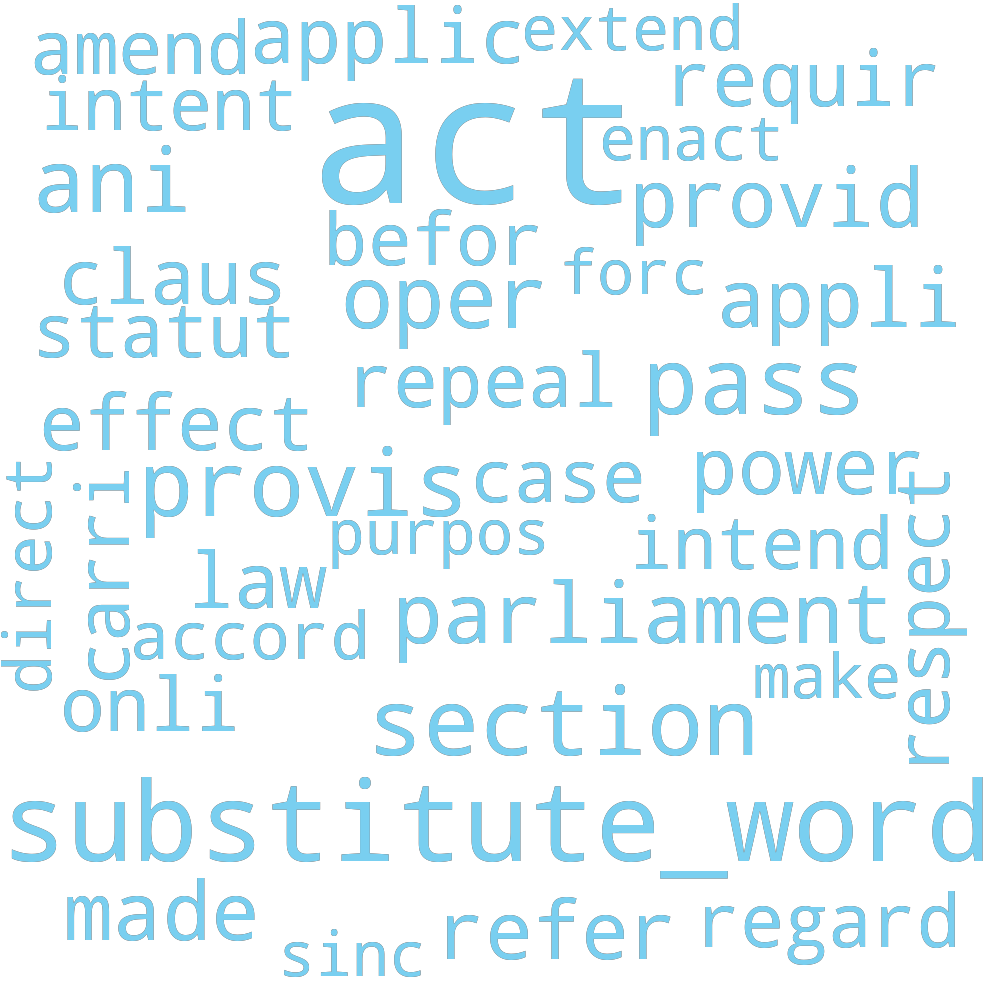 amend
applic
extend
intent
requir
act
enact
ani
provid
befor
claus
forc
oper
appli
statut
repeal
pass
effect
provis
case
power
direct
carri
purpos
intend
respect
law
accord
parliament
make
onli
section
substitute_word
made
refer
regard
sinc